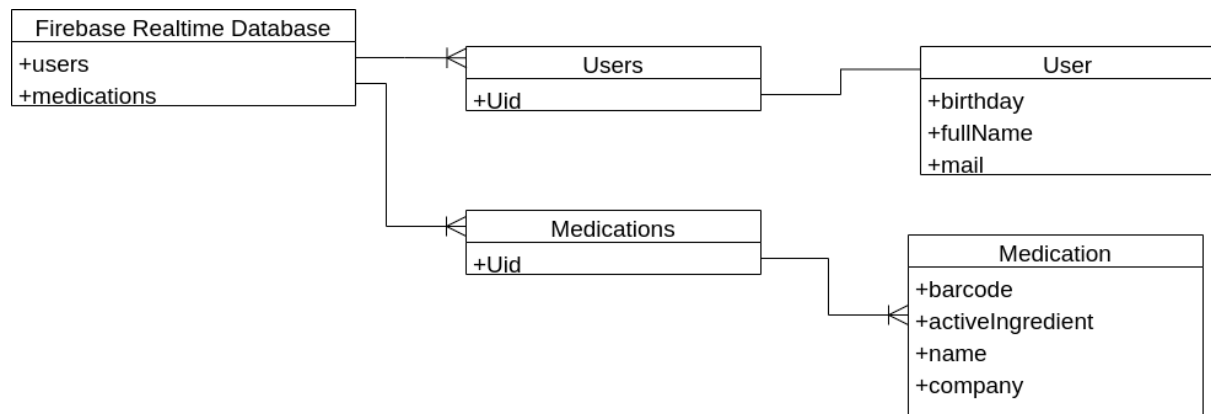 Firebase Realtime Database
+users
+medications
Users
+Uid
User
+birthday
+fullName
+mail
Medications
+Uid
Medication
+barcode
+activeIngredient
+name
+company